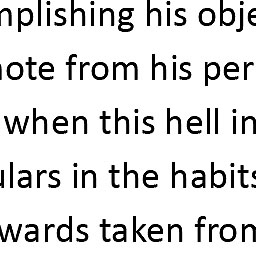 mplishing his obje
note from his per
when this hell in
ulars in the habits
wards taken from